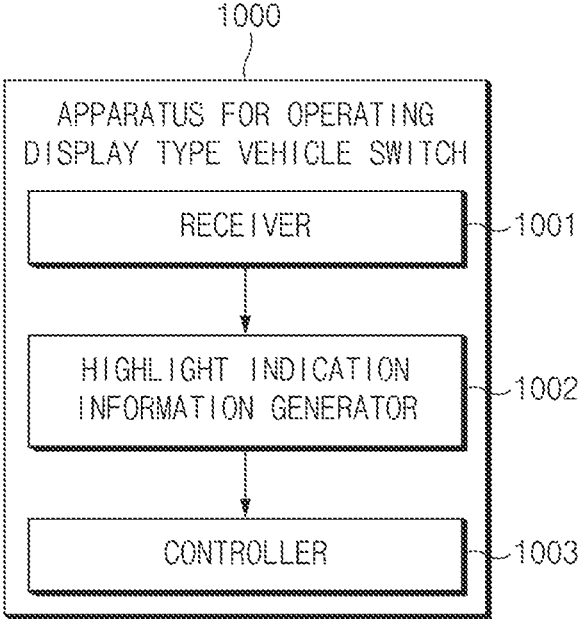 1000
APPARATUS FOR OPERATING
DISPLAY TYPE VEHICLE SWITCH
RECEIVER
1001
HIGHLIGHT INDICATION
INFORMATION GENERATOR
1002
CONTROLLER
1003